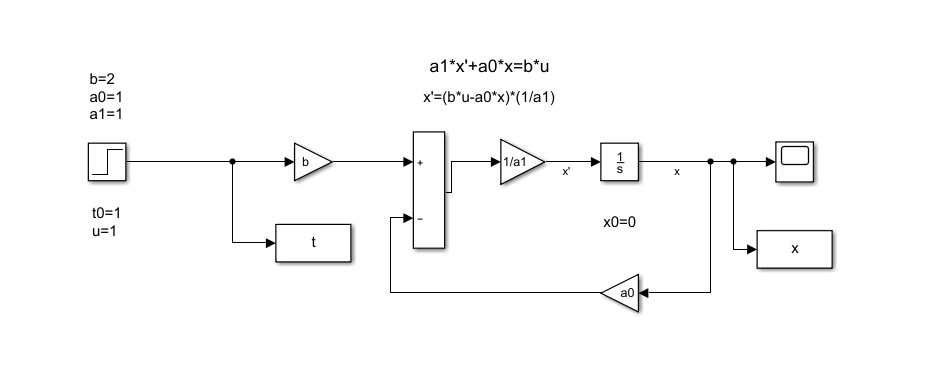 a1*x'+a0*x=b*u
x'=(b*u-a0*x)*(1/a1)
b=2
a0=1
a1=1
b
+
1/a1
x'
1
s
x
t0=1
u=1
t
−
x0=0
x
a0